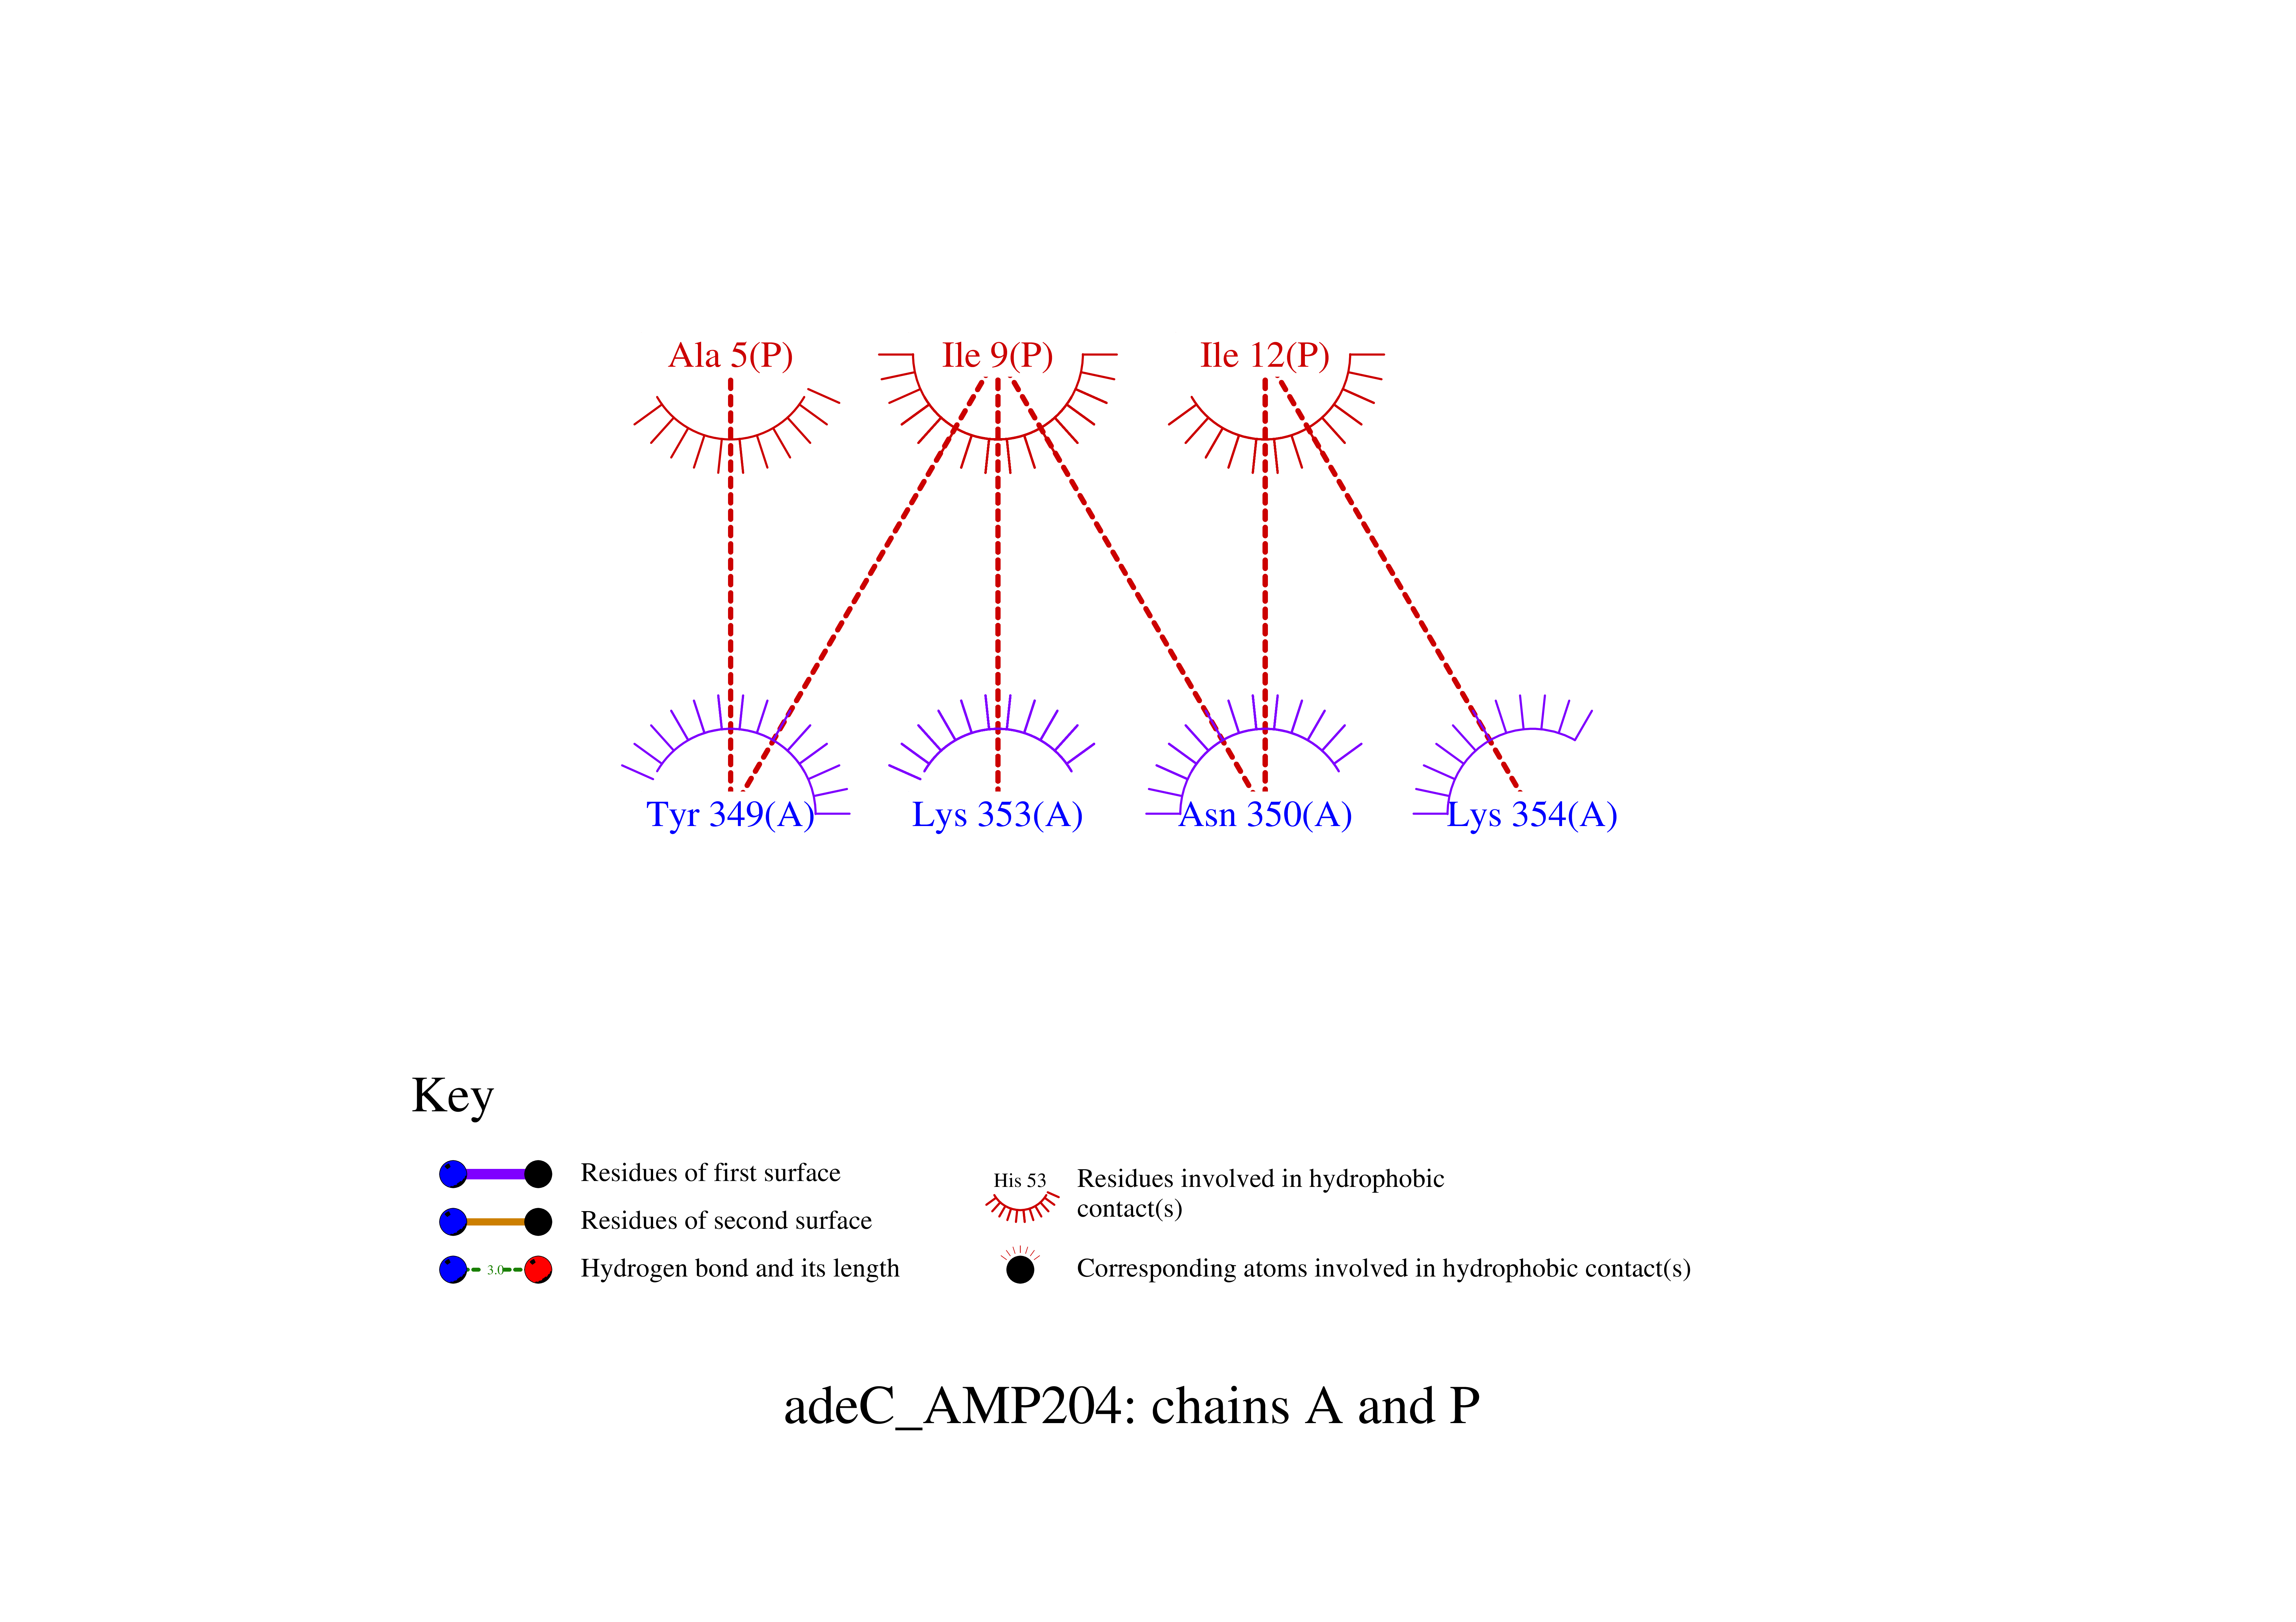 Ala 5(P) Ile 9(P) Ile 12(P)
Tyr 349(A) Lys 353(A) Asn 350(A) Lys 354(A)
Key
Residues of first surface
Residues of second surface
3.0 Hydrogen bond and its length
His 53 Residues involved in hydrophobic
contact(s)
Corresponding atoms involved in hydrophobic contact(s)
adeC_AMP204: chains A and P